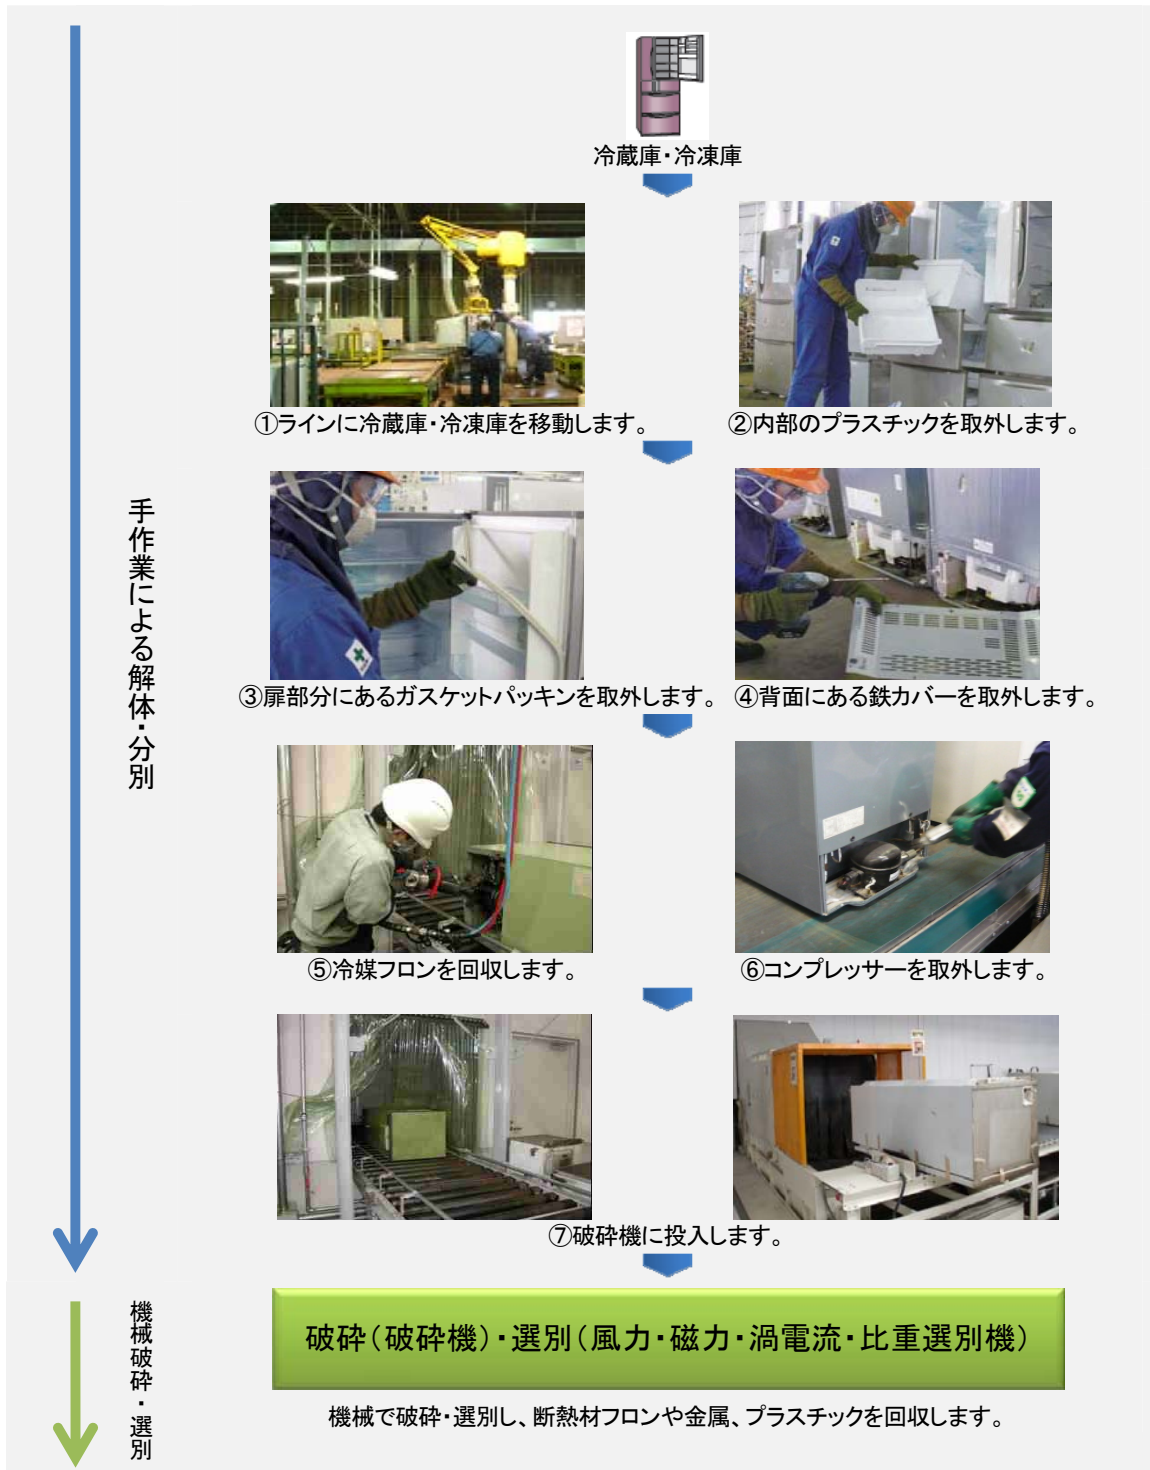 冷蔵庫・冷凍庫
①ラインに冷蔵庫・冷凍庫を移動します。
②内部のプラスチックを取外します。
③扉部分にあるガスケットパッキンを取外します。
④背面にある鉄カバーを取外します。
手作業による解体・分別
⑤冷媒フロンを回収します。
⑥コンプレッサーを取外します。
⑦破砕機に投入します。
機械破砕・選別
破砕（破砕機）・選別（風力・磁力・渦電流・比重選別機）
機械で破砕・選別し、断熱材フロンや金属、プラスチックを回収します。